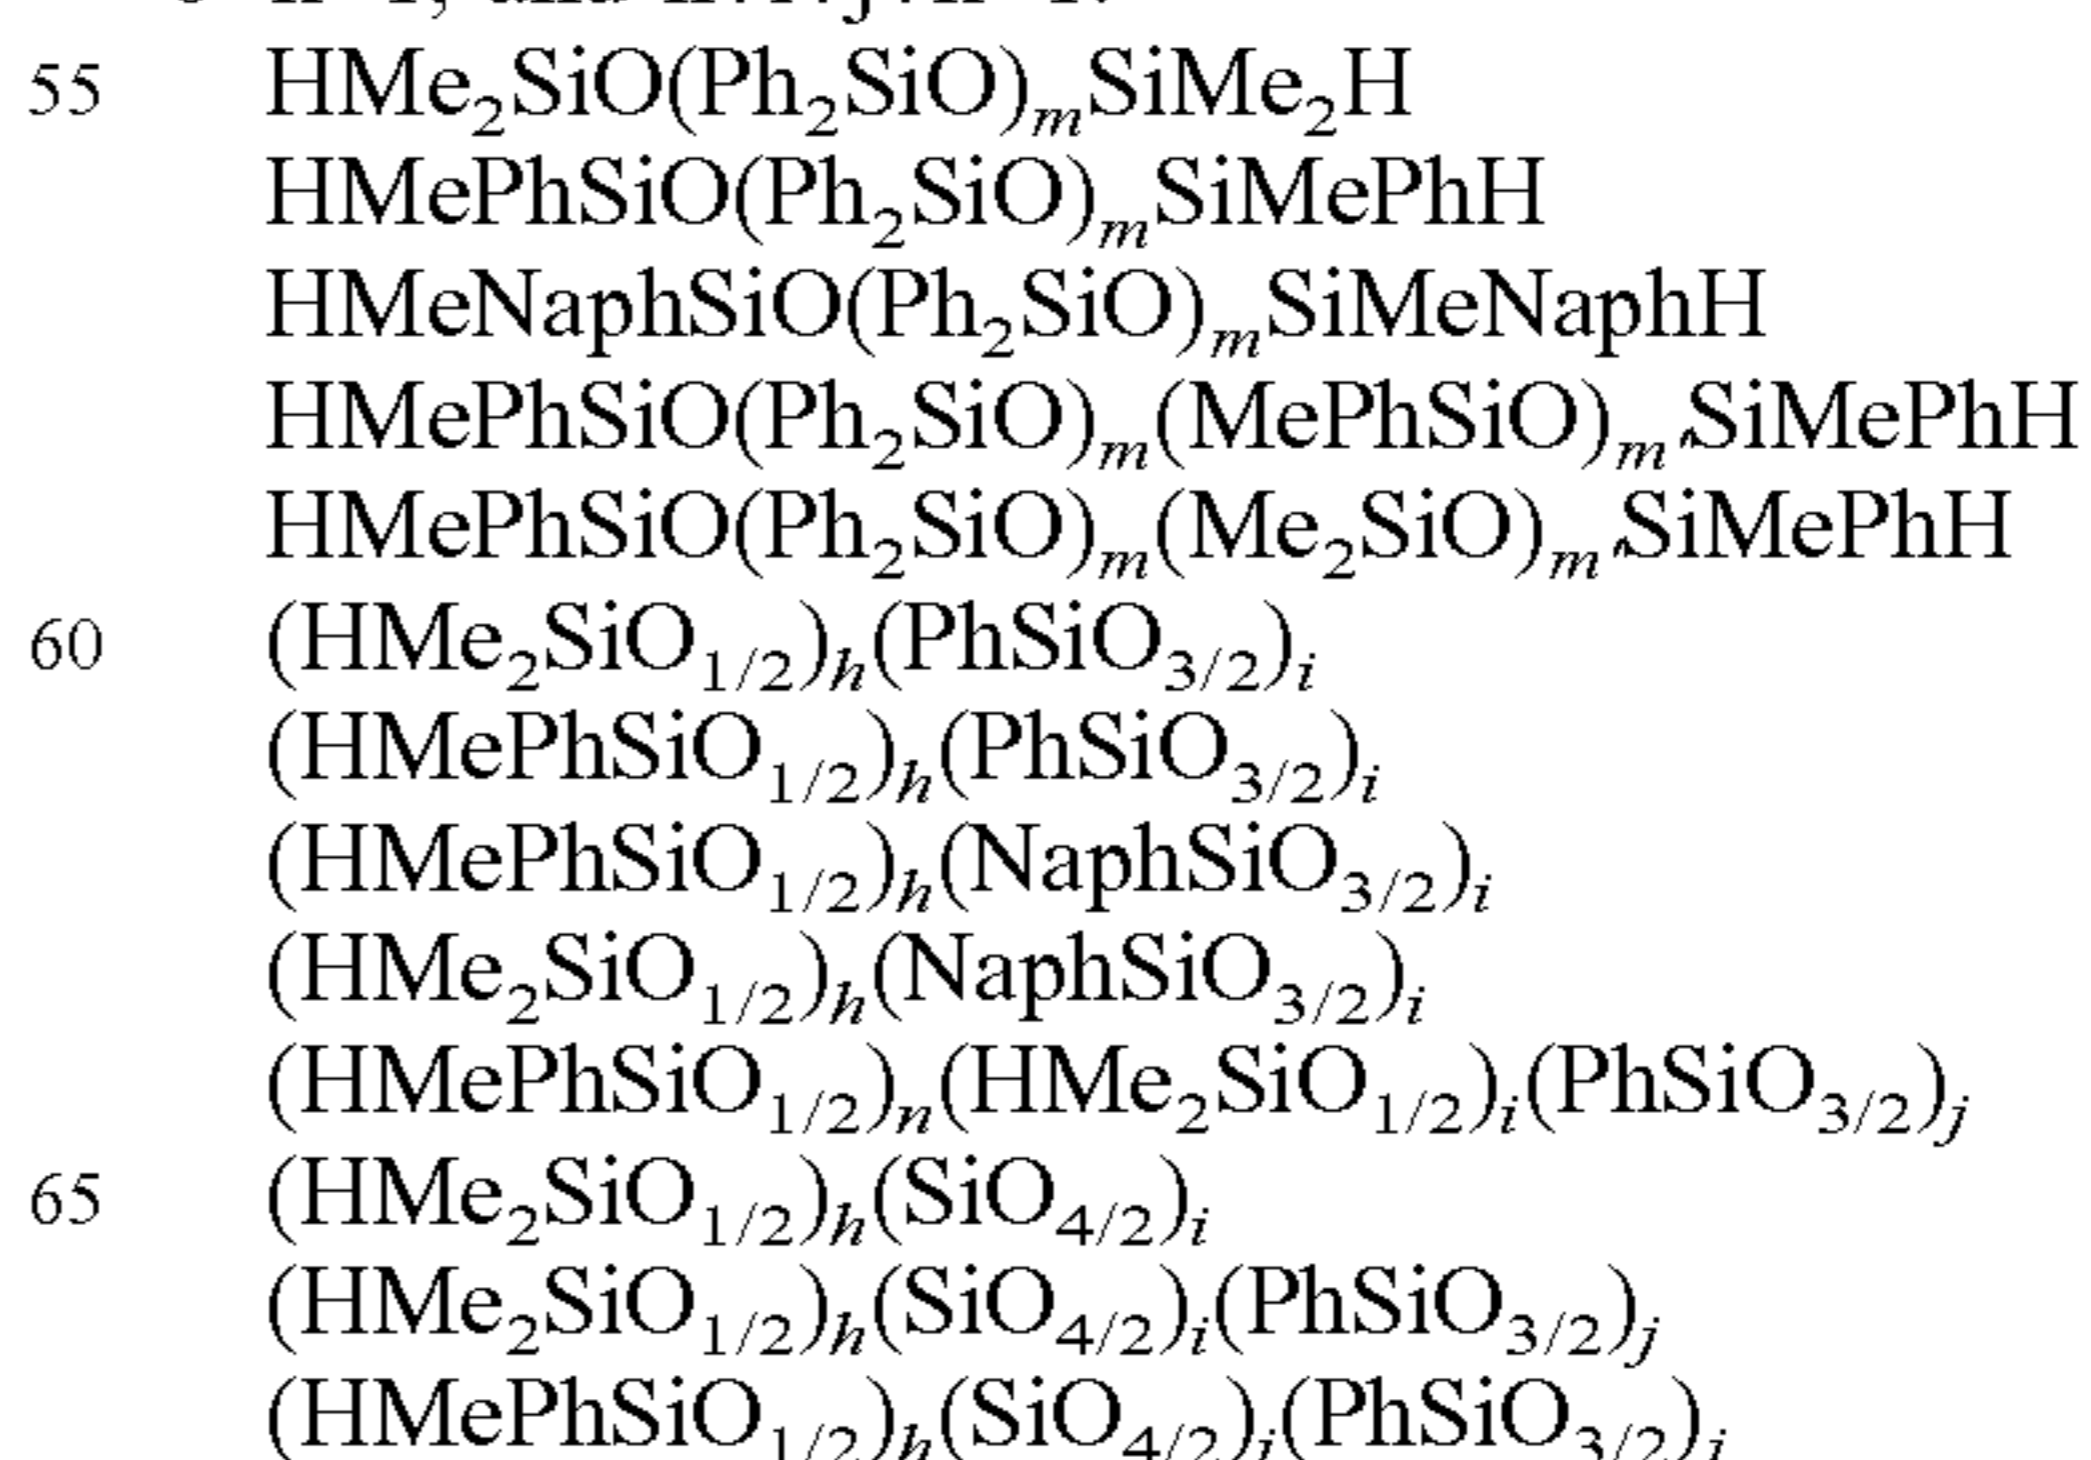 55 HMe₂SiO(Ph₂SiO)ₘSiMe₂H
HMePhSiO(Ph₂SiO)ₘSiMePhH
HMeNaphSiO(Ph₂SiO)ₘSiMeNaphH
HMePhSiO(Ph₂SiO)ₘ(MePhSiO)ₘ′SiMePhH
HMePhSiO(Ph₂SiO)ₘ(Me₂SiO)ₘ′SiMePhH
60 (HMe₂SiO₁/₂)ₕ(PhSiO₃/₂)ᵢ
(HMePhSiO₁/₂)ₕ(PhSiO₃/₂)ᵢ
(HMePhSiO₁/₂)ₕ(NaphSiO₃/₂)ᵢ
(HMe₂SiO₁/₂)ₕ(NaphSiO₃/₂)ᵢ
(HMePhSiO₁/₂)ₙ(HMe₂SiO₁/₂)ᵢ(PhSiO₃/₂)ⱼ
65 (HMe₂SiO₁/₂)ₕ(SiO₄/₂)ᵢ
(HMe₂SiO₁/₂)ₕ(SiO₄/₂)ᵢ(PhSiO₃/₂)ⱼ
(HMePhSiO₁/₂)ₕ(SiO₄/₂)ᵢ(PhSiO₃/₂)ⱼ